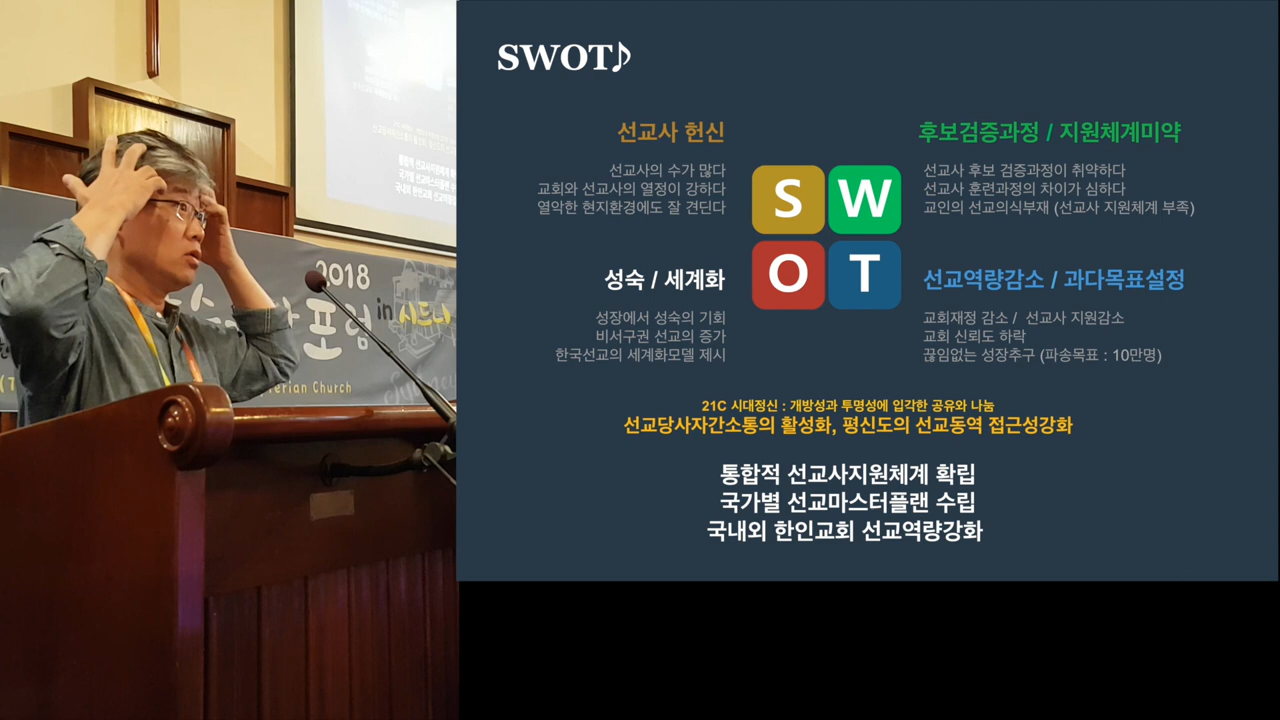 SWOT♪
선교사 헌신
선교사의 수가 많다
교회와 선교사의 열정이 강하다
열악한 현지환경에도 잘 견딘다
후보검증과정 / 지원체계미약
선교사 후보 검증과정이 취약하다
선교사 훈련과정의 차이가 심하다
교인의 선교의식부재 (선교사 지원체계 부족)
S W
O T
성숙 / 세계화
성장에서 성숙의 기회
비서구권 선교의 증가
한국선교의 세계화모델 제시
선교역량감소 / 과다목표설정
교회재정 감소 / 선교사 지원감소
교회 신뢰도 하락
끊임없는 성장추구 (파송목표 : 10만명)
21C 시대정신 : 개방성과 투명성에 입각한 공유와 나눔
선교당사자간소통의 활성화, 평신도의 선교동역 접근성강화
통합적 선교사지원체계 확립
국가별 선교마스터플랜 수립
국내외 한인교회 선교역량강화
2018
포럼 in 시드니
Church